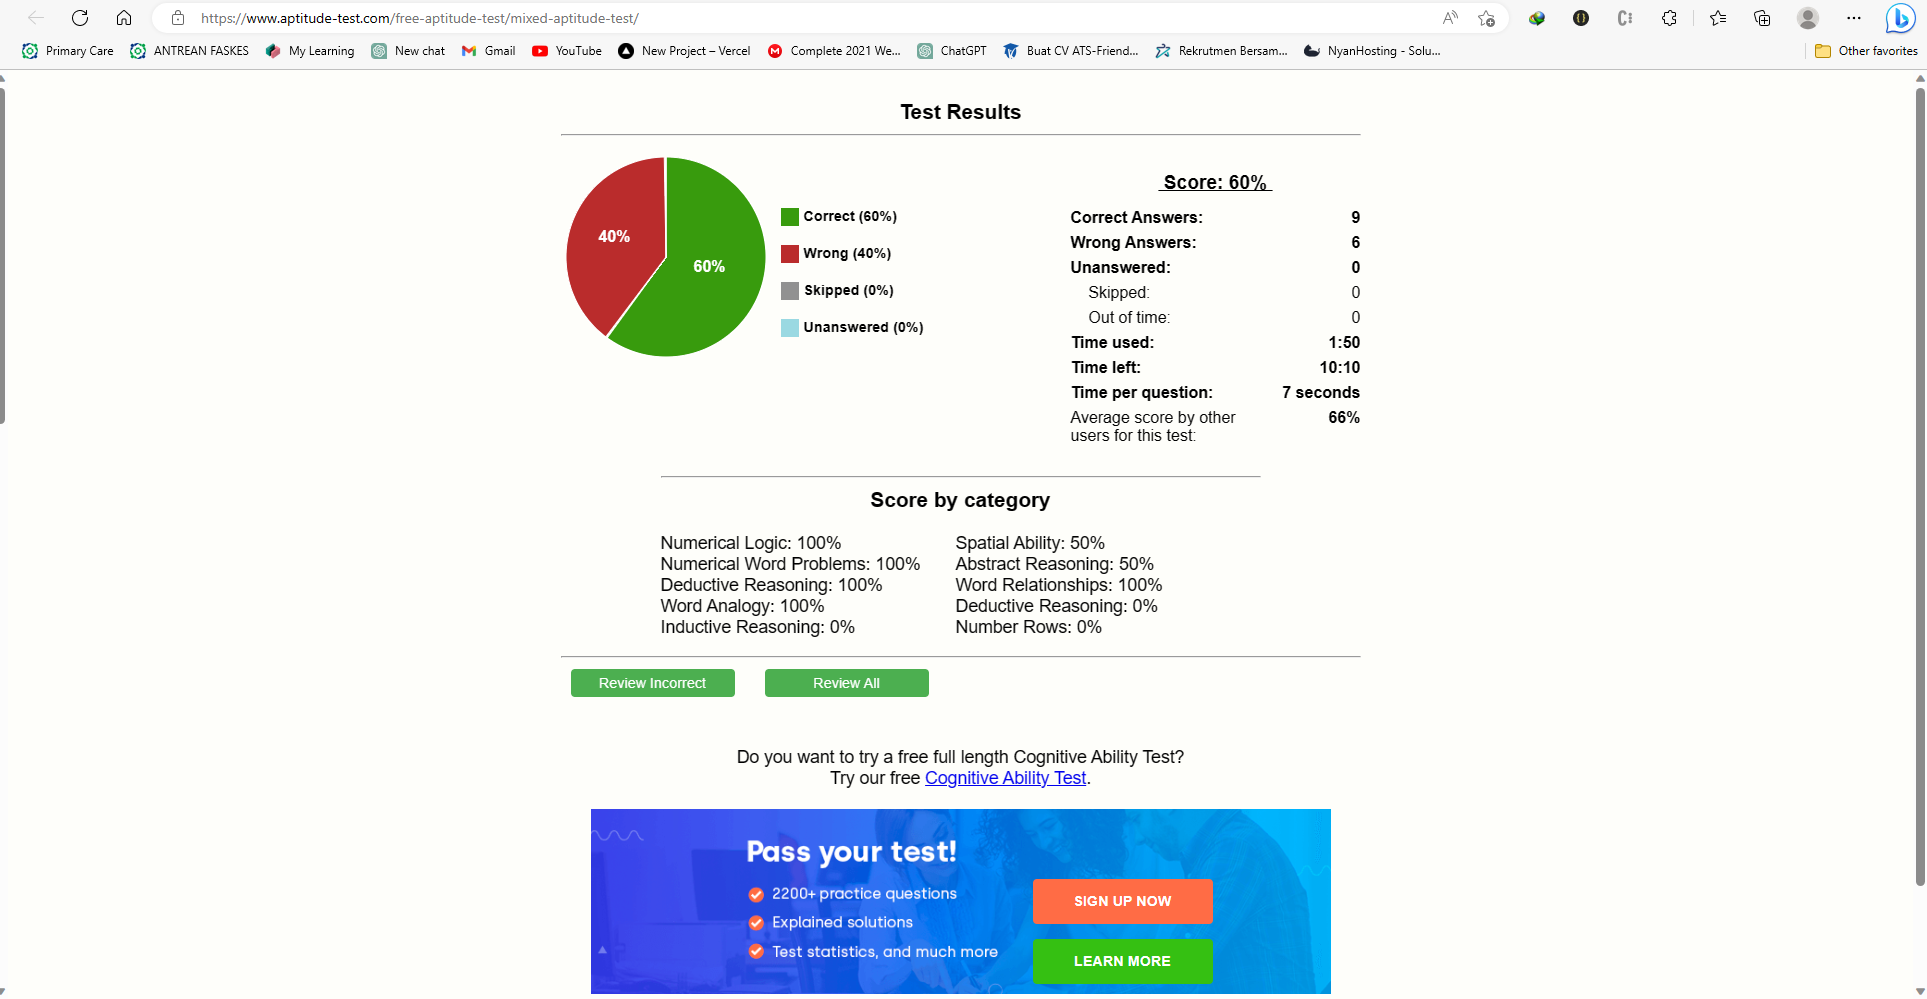 https://www.aptitude-test.com/free-aptitude-test/mixed-aptitude-test/
Primary Care
ANTREAN FASKES
My Learning
New chat
Gmail
YouTube
New Project – Vercel
Complete 2021 We...
ChatGPT
Buat CV ATS-Friend...
Rekrutmen Bersam...
NyanHosting - Solu...
Other favorites
Test Results
40%
60%
Correct (60%)
Wrong (40%)
Skipped (0%)
Unanswered (0%)
Score: 60%
Correct Answers: 9
Wrong Answers: 6
Unanswered: 0
Skipped: 0
Out of time: 0
Time used: 1:50
Time left: 10:10
Time per question: 7 seconds
Average score by other 66%
users for this test:
Score by category
Numerical Logic: 100%
Numerical Word Problems: 100%
Deductive Reasoning: 100%
Word Analogy: 100%
Inductive Reasoning: 0%
Spatial Ability: 50%
Abstract Reasoning: 50%
Word Relationships: 100%
Deductive Reasoning: 0%
Number Rows: 0%
Review Incorrect
Review All
Do you want to try a free full length Cognitive Ability Test?
Try our free Cognitive Ability Test.
Pass your test!
2200+ practice questions
Explained solutions
Test statistics, and much more
SIGN UP NOW
LEARN MORE